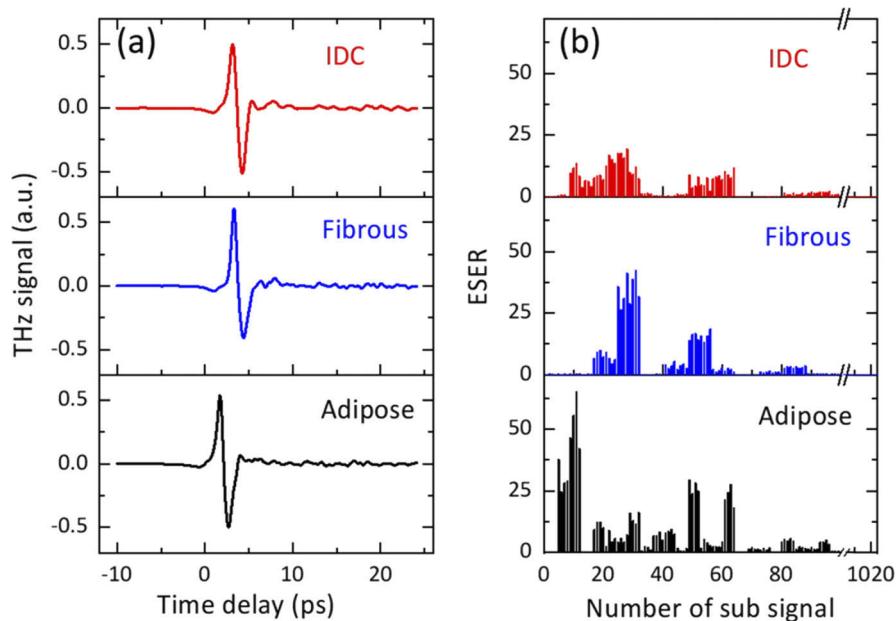 (a)
IDC
0.5
0.0
-0.5
Fibrous
0.5
0.0
-0.5
Adipose
0.5
0.0
-0.5
-10 0 10 20
Time delay (ps)
THz signal (a.u.)
(b)
IDC
50
25
0
Fibrous
50
25
0
Adipose
50
25
0
0 20 40 60 80 1020
Number of sub signal
ESER